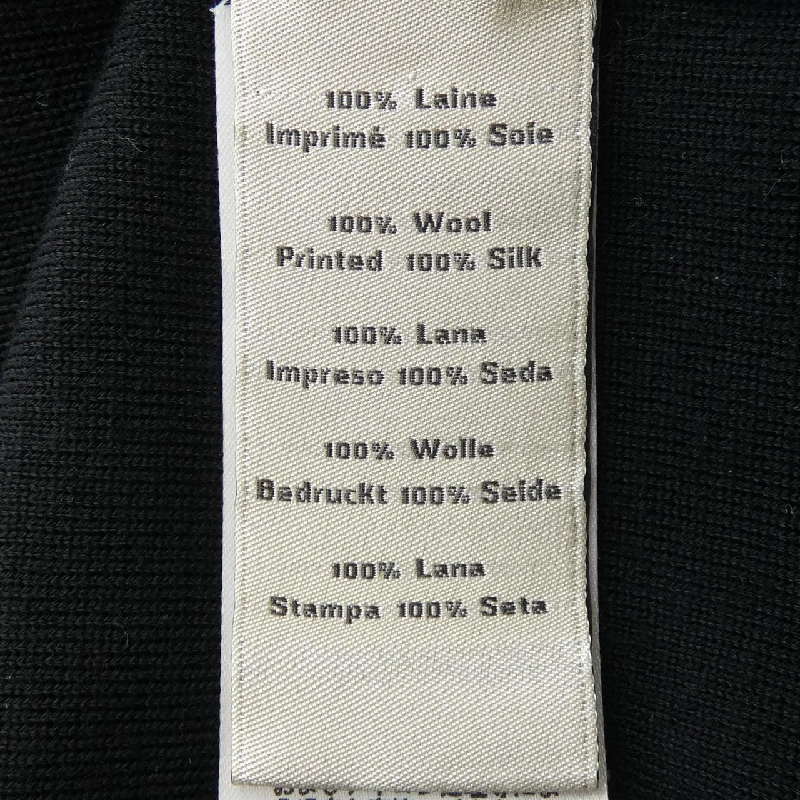 100% Laine
Imprimé 100% Soie
100% Wool
Printed 100% Silk
100% Lana
Impreso 100% Seda
100% Wolle
Bedruckt 100% Seide
100% Lana
Stampa 100% Seta